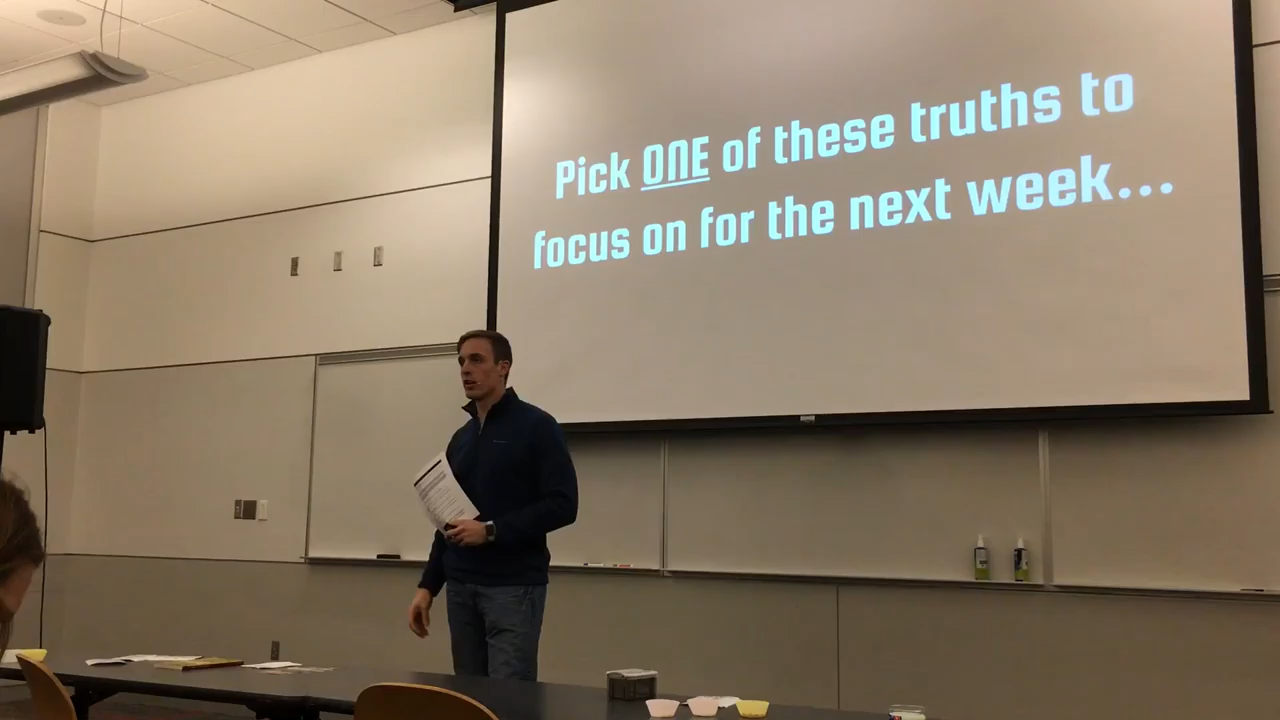 Pick ONE of these truths to
focus on for the next week...